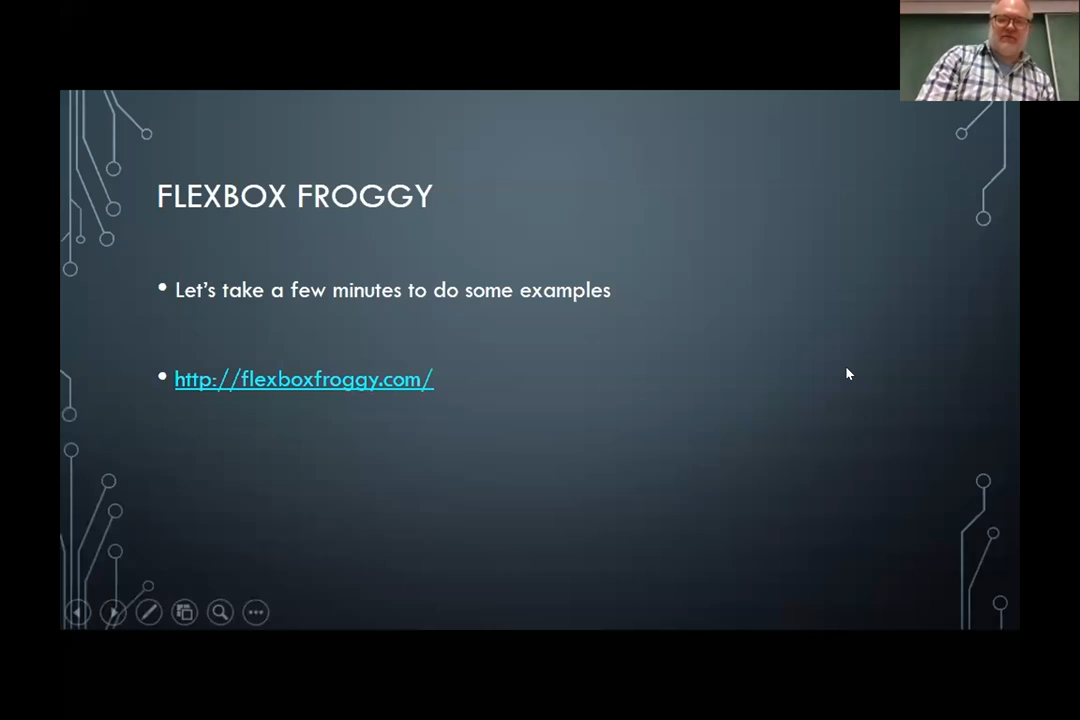 FLEXBOX FROGGY
• Let's take a few minutes to do some examples
• http://flexboxfroggy.com/